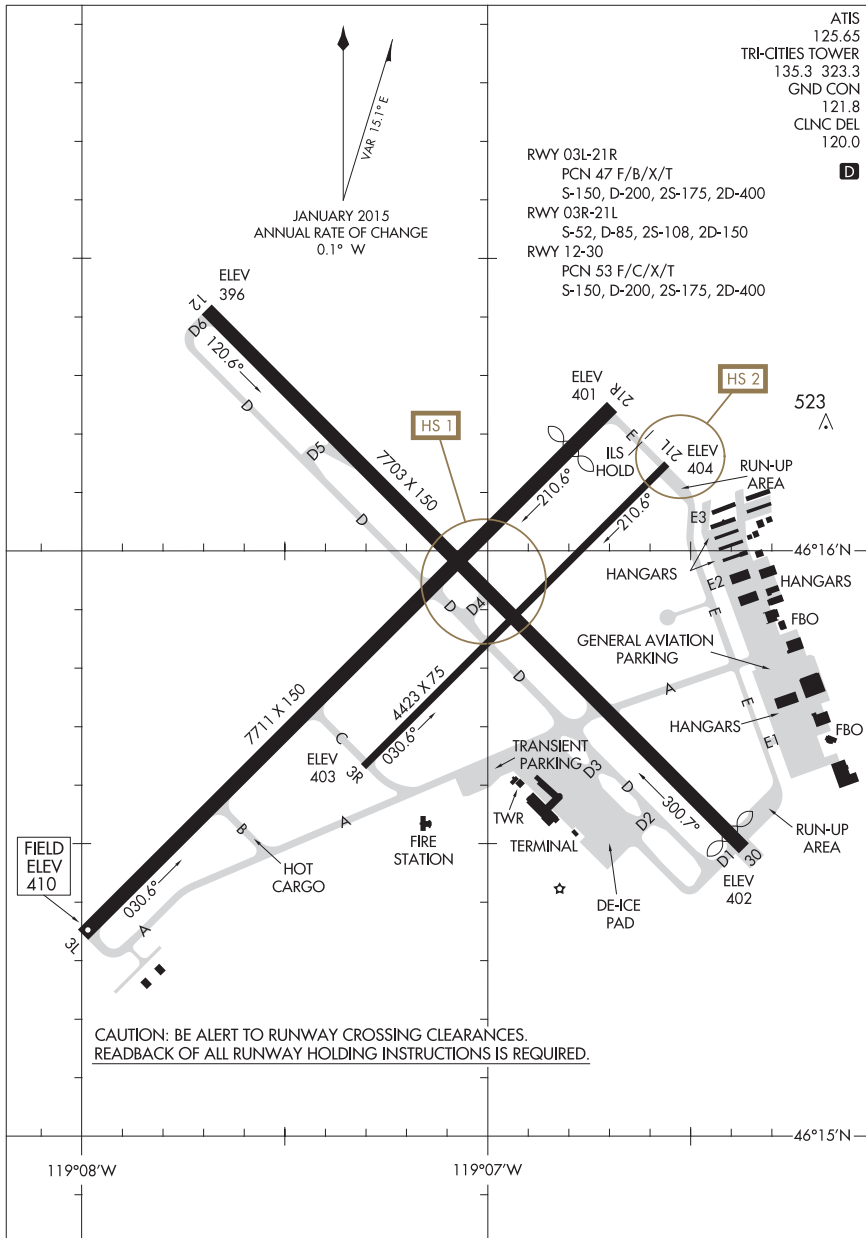 ATIS
125.65
TRI-CITIES TOWER
135.3 323.3
GND CON
121.8
CLNC DEL
120.0
D
VAR 15.1° E
JANUARY 2015
ANNUAL RATE OF CHANGE
0.1° W
RWY 03L-21R
PCN 47 F/B/X/T
S-150, D-200, 2S-175, 2D-400
RWY 03R-21L
S-52, D-85, 2S-108, 2D-150
RWY 12-30
PCN 53 F/C/X/T
S-150, D-200, 2S-175, 2D-400
ELEV
396
12
D6
120.6°
D
D5
D
7703 X 150
HS 1
ELEV
401
21R
E
ILS
HOLD
HS 2
21L
ELEV
404
523
RUN-UP
AREA
210.6°
210.6°
E3
46°16'N
HANGARS
E2
HANGARS
E
FBO
D
D4
GENERAL AVIATION
PARKING
D
A
E
7711 X 150
4423 X 75
C
030.6°
ELEV
403
3R
HANGARS
E1
FBO
TRANSIENT
PARKING
D3
D
300.7°
TWR
TERMINAL
D2
RUN-UP
AREA
A
B
FIRE
STATION
HOT
CARGO
D1
30
ELEV
402
DE-ICE
PAD
FIELD
ELEV
410
030.6°
3L
A
CAUTION: BE ALERT TO RUNWAY CROSSING CLEARANCES.
READBACK OF ALL RUNWAY HOLDING INSTRUCTIONS IS REQUIRED.
46°15'N
119°08'W
119°07'W